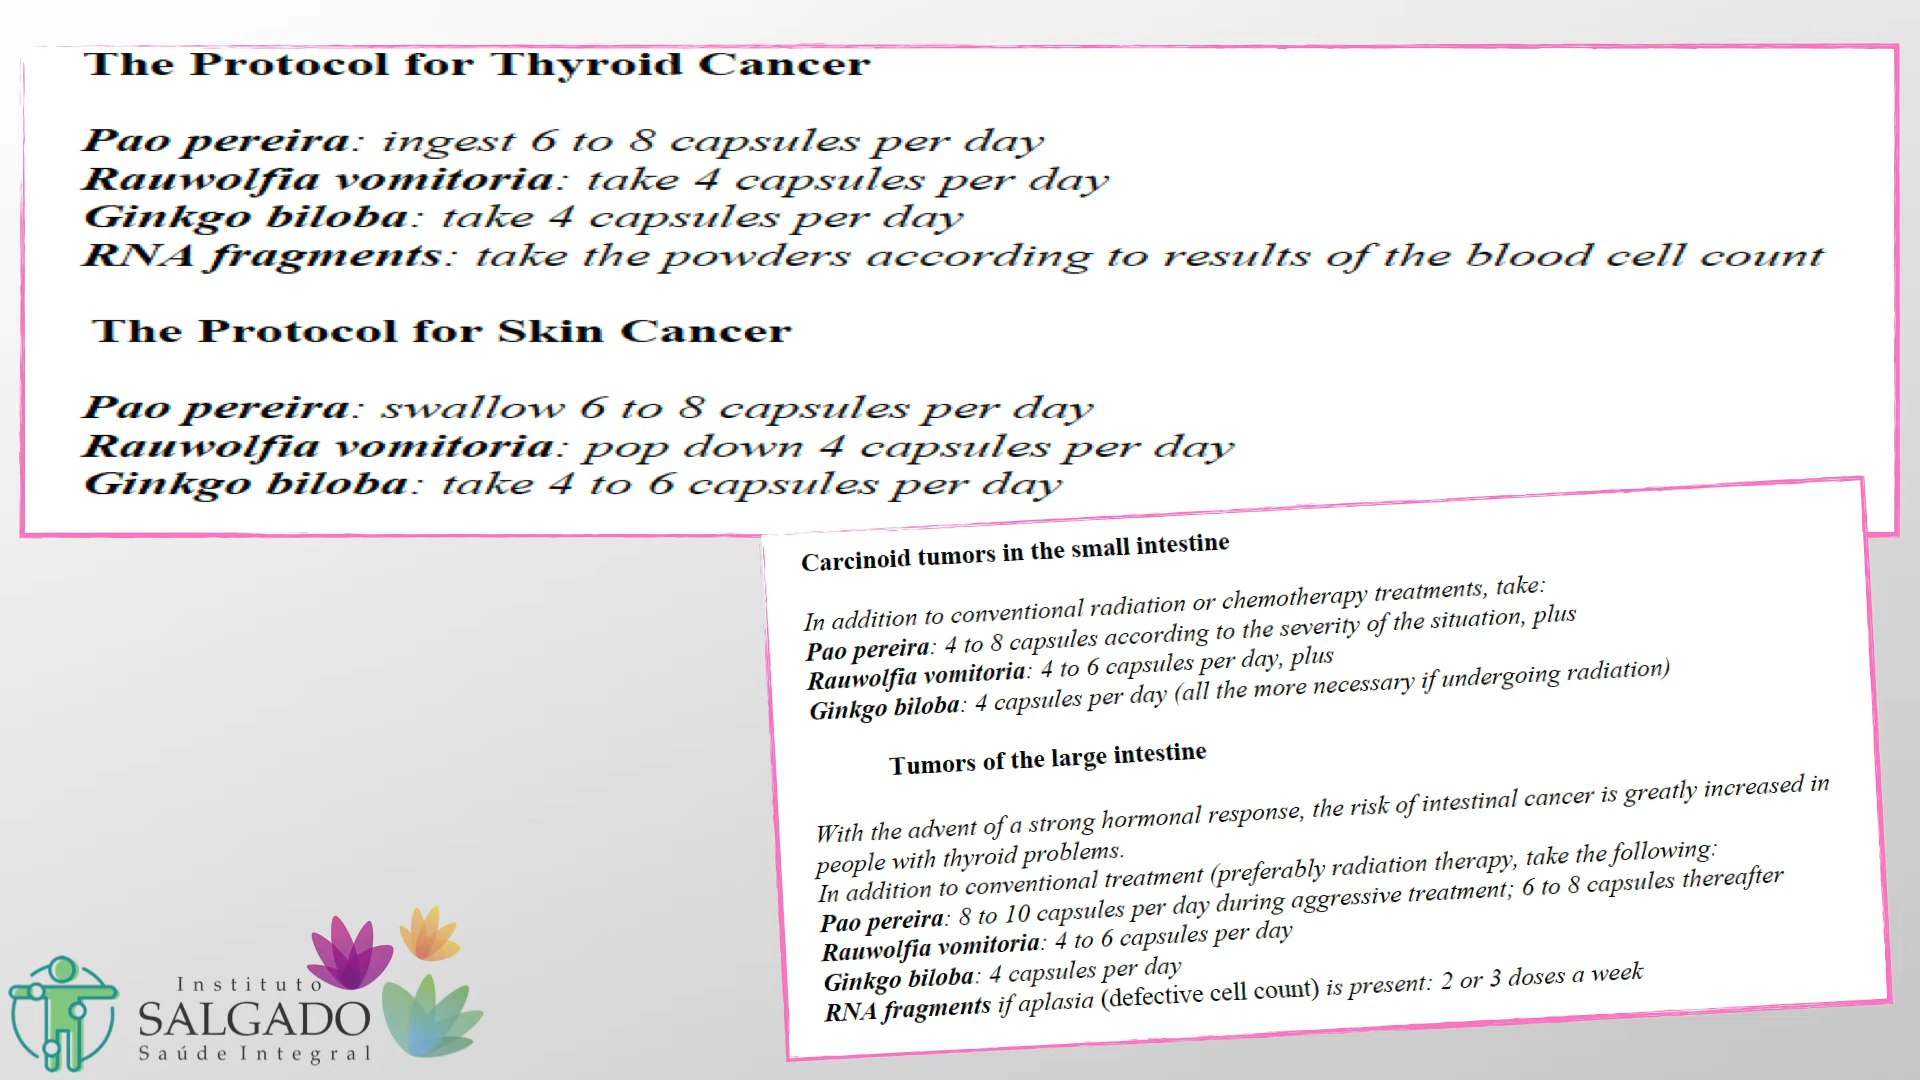 The Protocol for Thyroid Cancer
Pao pereira: ingest 6 to 8 capsules per day
Rauwolfia vomitoria: take 4 capsules per day
Ginkgo biloba: take 4 capsules per day
RNA fragments: take the powders according to results of the blood cell count
The Protocol for Skin Cancer
Pao pereira: swallow 6 to 8 capsules per day
Rauwolfia vomitoria: pop down 4 capsules per day
Ginkgo biloba: take 4 to 6 capsules per day
Carcinoid tumors in the small intestine
In addition to conventional radiation or chemotherapy treatments, take:
Pao pereira: 4 to 8 capsules according to the severity of the situation, plus
Rauwolfia vomitoria: 4 to 6 capsules per day, plus
Ginkgo biloba: 4 capsules per day (all the more necessary if undergoing radiation)
Tumors of the large intestine
With the advent of a strong hormonal response, the risk of intestinal cancer is greatly increased in
people with thyroid problems.
In addition to conventional treatment (preferably radiation therapy, take the following:
Pao pereira: 8 to 10 capsules per day during aggressive treatment; 6 to 8 capsules thereafter
Rauwolfia vomitoria: 4 to 6 capsules per day
Ginkgo biloba: 4 capsules per day
RNA fragments if aplasia (defective cell count) is present: 2 or 3 doses a week
Instituto
SALGADO
Saúde Integral